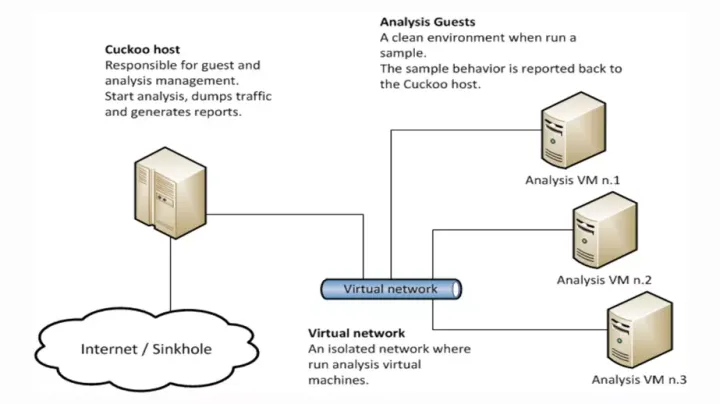 Cuckoo host
Responsible for guest and
analysis management.
Start analysis, dumps traffic
and generates reports.
Analysis Guests
A clean environment when run a
sample.
The sample behavior is reported back to
the Cuckoo host.
Analysis VM n.1
Analysis VM n.2
Virtual network
Internet / Sinkhole
Virtual network
An isolated network where
run analysis virtual
machines.
Analysis VM n.3